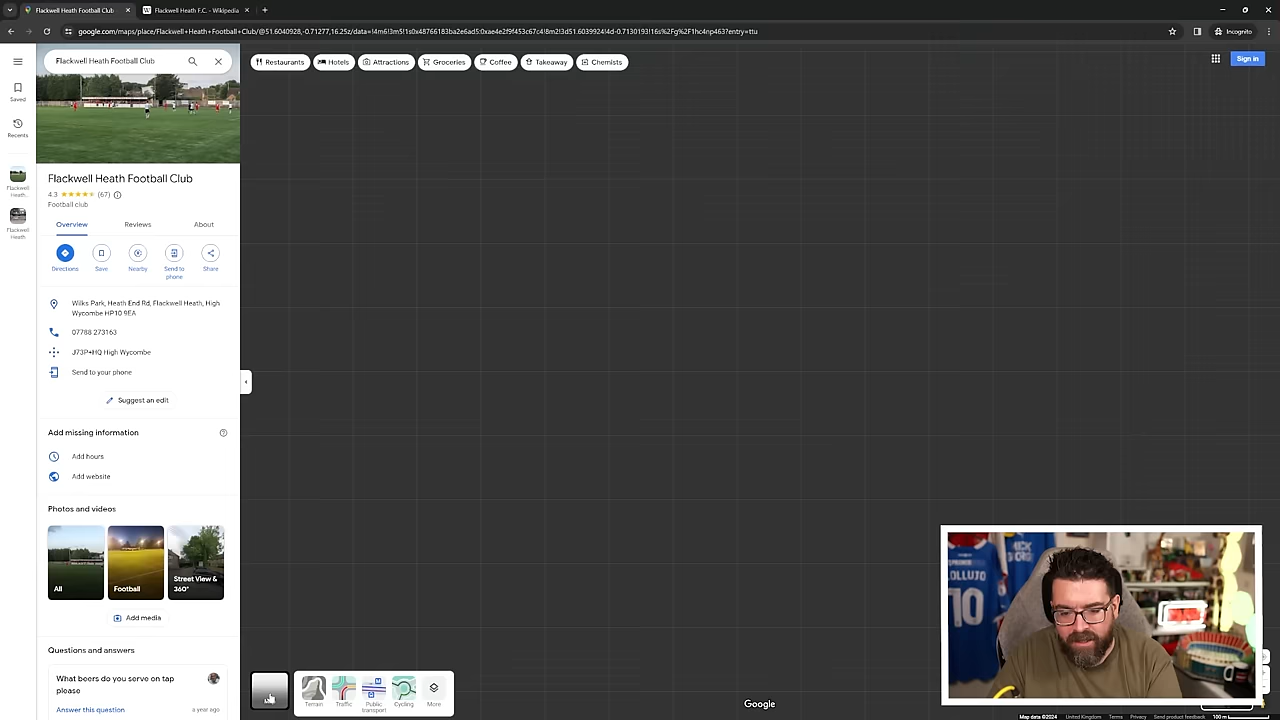 Flackwell Heath Football Club
Flackwell Heath F.C. - Wikipedia
google.com/maps/place/Flackwell+Heath+Football+Club/@51.6040928,-0.71277,16.25z/data=!4m6!3m5!1s0x48766183ba2e6ad5:0xae4e2f9f453c67c4!8m2!3d51.6039924!4d-0.7130193!16s%2Fg%2F1hc4np463?entry=ttu
Incognito
Flackwell Heath Football Club
Restaurants
Hotels
Attractions
Groceries
Coffee
Takeaway
Chemists
Sign in
Saved
Recents
Flackwell
Heath...
Flackwell
Heath
Flackwell Heath Football Club
4.3
(67)
Football club
Overview
Reviews
About
Directions
Save
Nearby
Send to
phone
Share
Wilks Park, Heath End Rd, Flackwell Heath, High
Wycombe HP10 9EA
07788 273163
J73P+HQ High Wycombe
Send to your phone
Suggest an edit
Add missing information
Add hours
Add website
Photos and videos
All
Football
Street View &
360°
Add media
Questions and answers
What beers do you serve on tap
please
Answer this question
a year ago
Terrain
Traffic
Public
transport
Cycling
More
Google
LOLLUJO
10
Map data ©2024
United Kingdom
Terms
Privacy
Send product feedback
100 m